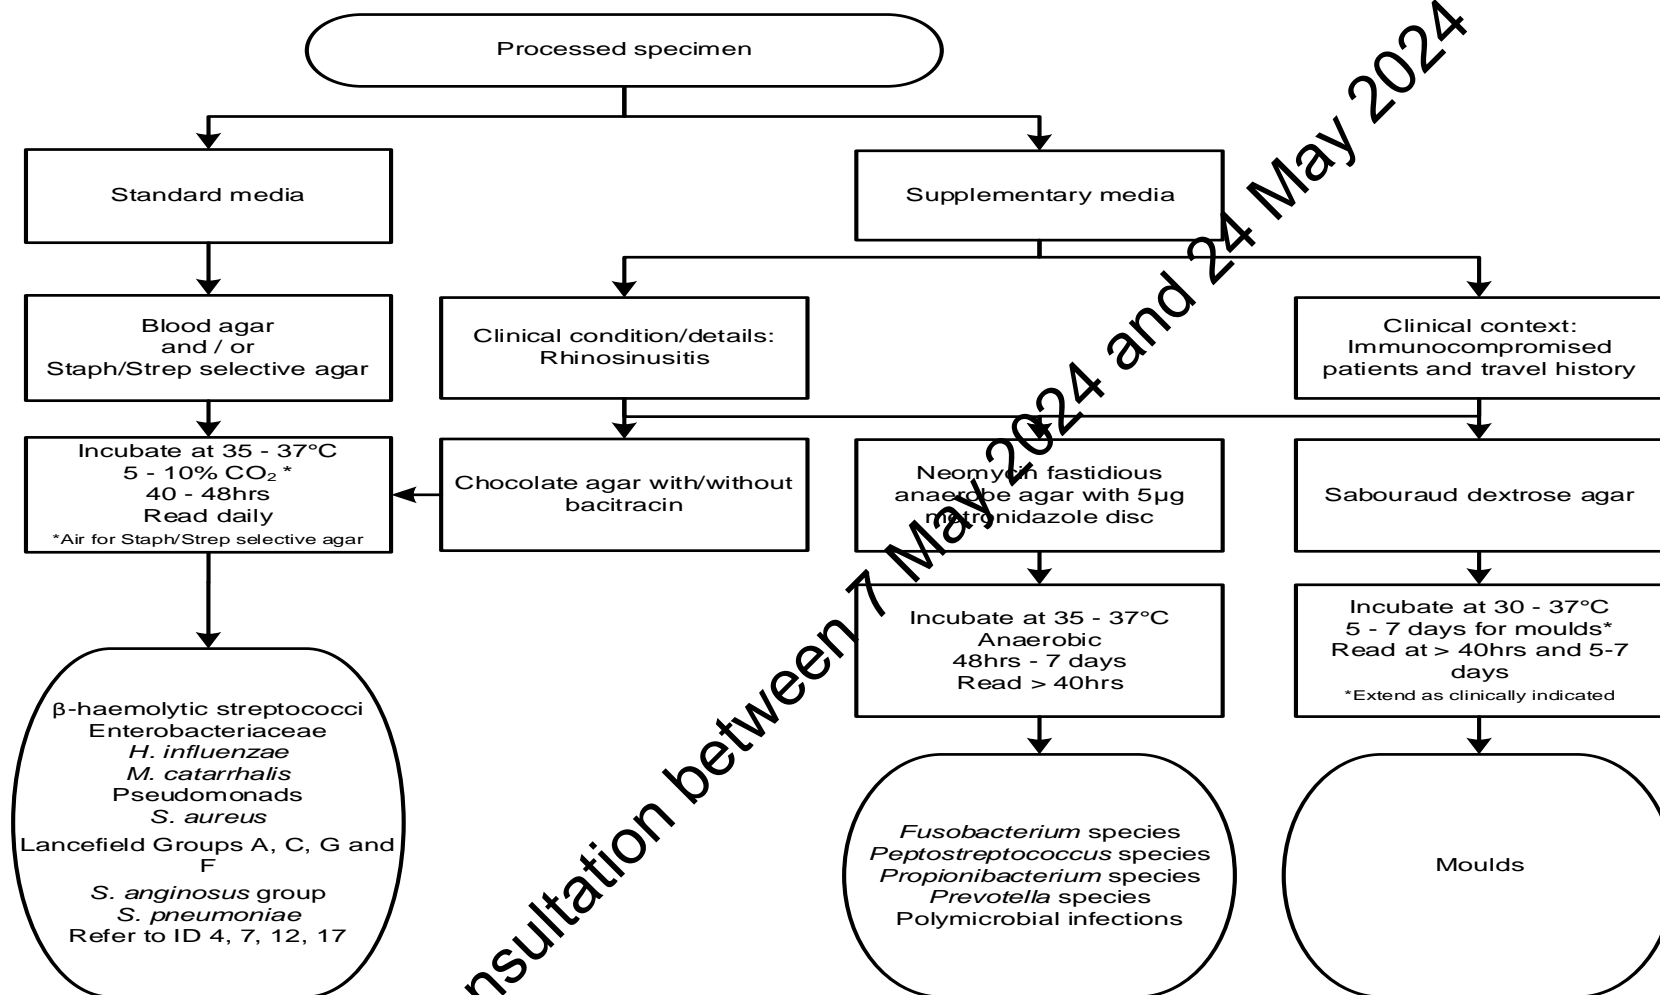 Processed specimen
Standard media
Supplementary media
Blood agar
and / or
Staph/Strep selective agar
Clinical condition/details:
Rhinosinusitis
Clinical context:
Immunocompromised
patients and travel history
Incubate at 35 - 37°C
5 - 10% CO₂ *
40 - 48hrs
Read daily
*Air for Staph/Strep selective agar
Chocolate agar with/without
bacitracin
Neomycin fastidious
anaerobe agar with 5µg
metronidazole disc
Sabouraud dextrose agar
Incubate at 35 - 37°C
Anaerobic
48hrs - 7 days
Read > 40hrs
Incubate at 30 - 37°C
5 - 7 days for moulds*
Read at > 40hrs and 5-7
days
*Extend as clinically indicated
β-haemolytic streptococci
Enterobacteriaceae
H. influenzae
M. catarrhalis
Pseudomonads
S. aureus
Lancefield Groups A, C, G and
F
S. anginosus group
S. pneumoniae
Refer to ID 4, 7, 12, 17
Fusobacterium species
Peptostreptococcus species
Propionibacterium species
Prevotella species
Polymicrobial infections
Moulds
nsultation between 7 May 2024 and 24 May 2024